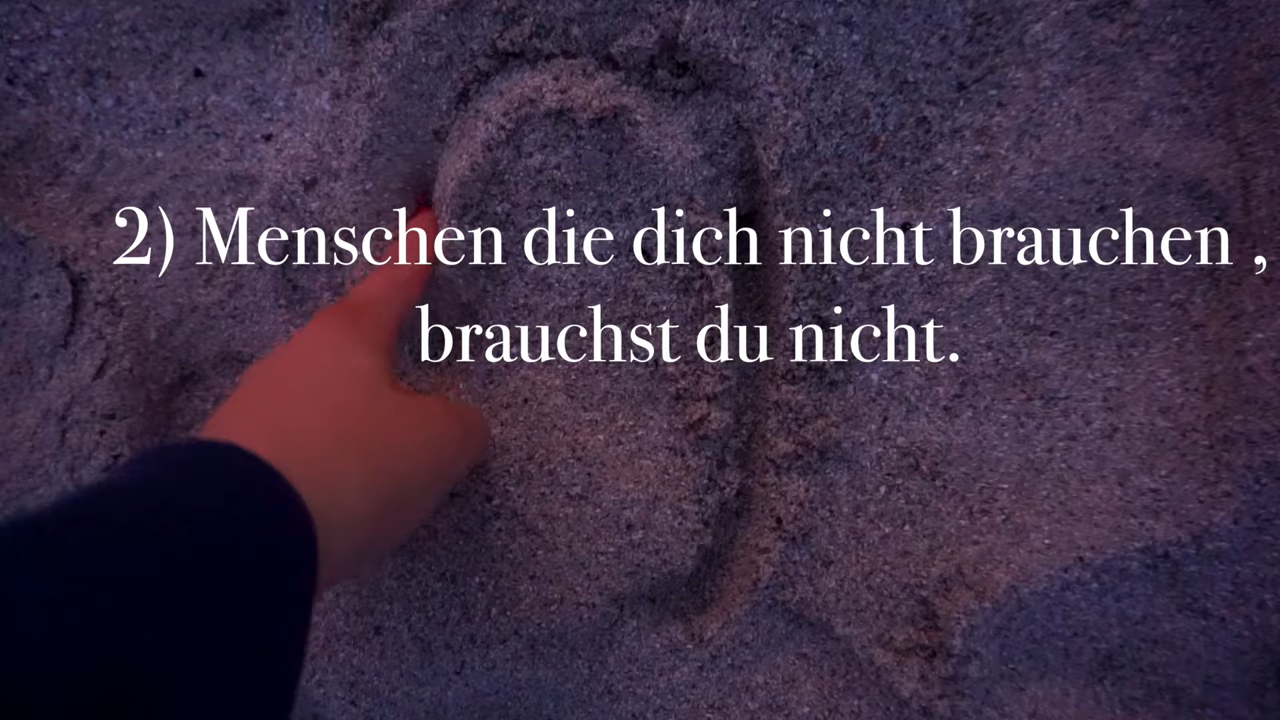 2) Menschen die dich nicht brauchen ,
brauchst du nicht.